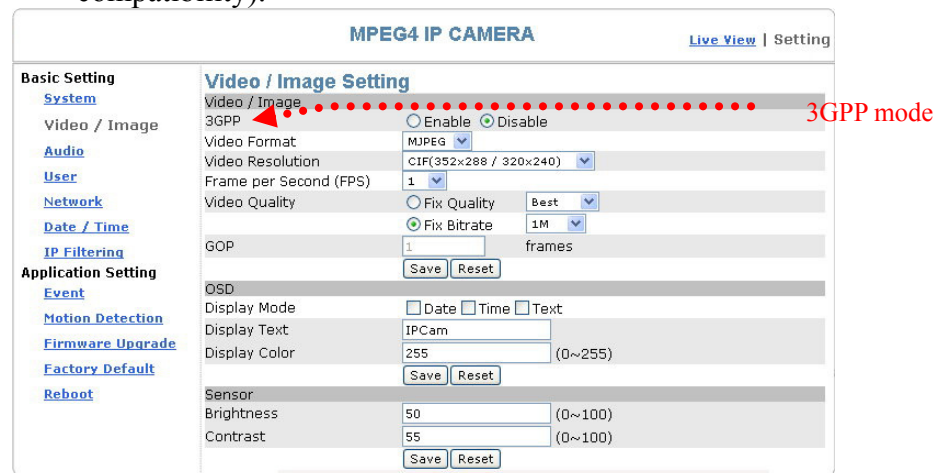 compatibility).
MPEG4 IP CAMERA
Live View | Setting
Basic Setting
System
Video / Image
Audio
User
Network
Date / Time
IP Filtering
Application Setting
Event
Motion Detection
Firmware Upgrade
Factory Default
Reboot
Video / Image Setting
Video / Image
3GPP Enable Disable
3GPP mode
Video Format MJPEG
Video Resolution CIF(352x288 / 320x240)
Frame per Second (FPS) 1
Video Quality Fix Quality Best
Fix Bitrate 1M
GOP 1 frames
Save Reset
OSD
Display Mode Date Time Text
Display Text IPCam
Display Color 255 (0~255)
Save Reset
Sensor
Brightness 50 (0~100)
Contrast 55 (0~100)
Save Reset